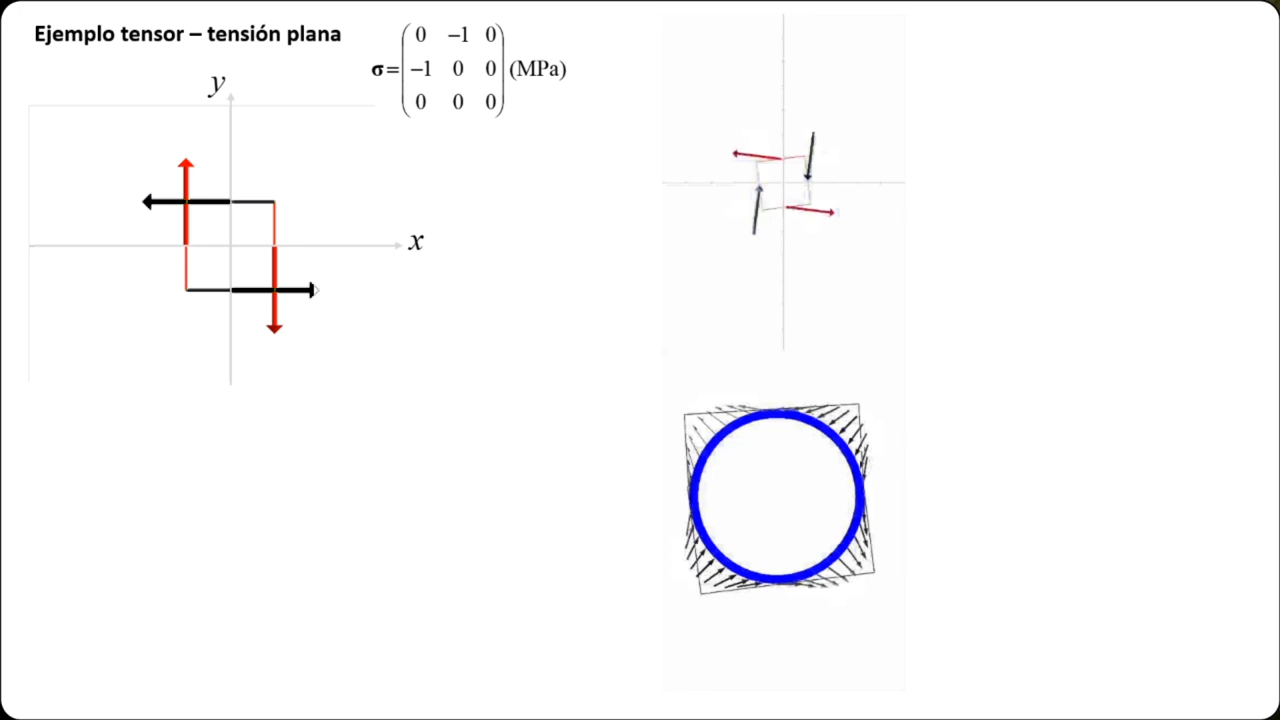 Ejemplo tensor – tensión plana
σ= ( 0 −1 0
−1 0 0
0 0 0 ) (MPa)
y
x